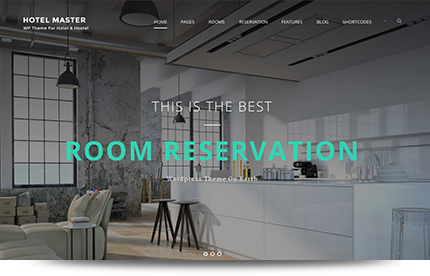 HOTEL MASTER
WP Theme For Hotel & Hostel
HOME PAGES ROOMS RESERVATION FEATURES BLOG SHORTCODES
THIS IS THE BEST
ROOM RESERVATION
Wordpress Theme On Earth